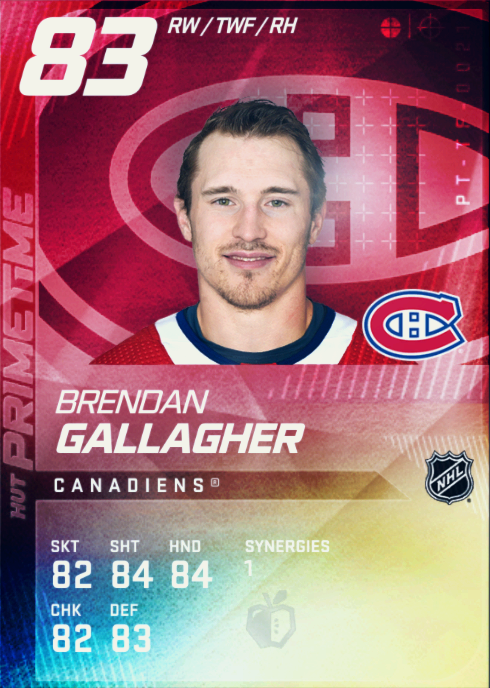 83
RW / TWF / RH
HUT PRIMETIME
BRENDAN
GALLAGHER
CANADIENS®
NHL
SKT SHT HND SYNERGIES
82 84 84 1
CHK DEF
82 83